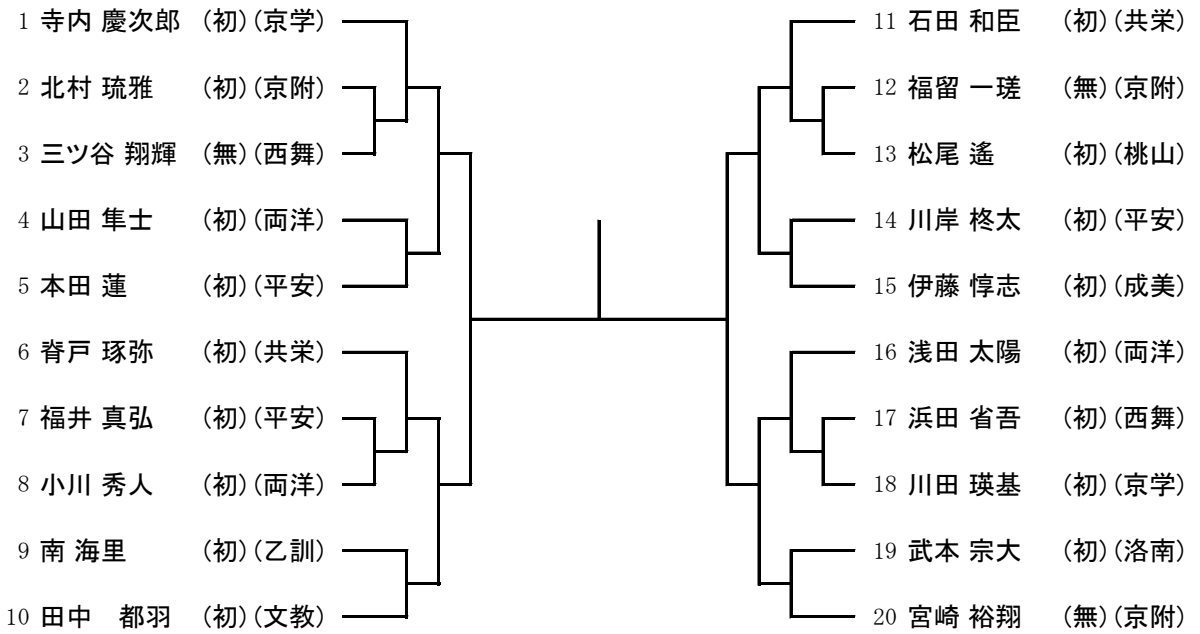 1 寺内 慶次郎 (初)(京学)
2 北村 琉雅 (初)(京附)
3 三ツ谷 翔輝 (無)(西舞)
4 山田 隼士 (初)(両洋)
5 本田 蓮 (初)(平安)
6 脊戸 琢弥 (初)(共栄)
7 福井 真弘 (初)(平安)
8 小川 秀人 (初)(両洋)
9 南 海里 (初)(乙訓)
10 田中　都羽 (初)(文教)
11 石田 和臣 (初)(共栄)
12 福留 一瑳 (無)(京附)
13 松尾 遙 (初)(桃山)
14 川岸 柊太 (初)(平安)
15 伊藤 惇志 (初)(成美)
16 浅田 太陽 (初)(両洋)
17 浜田 省吾 (初)(西舞)
18 川田 瑛基 (初)(京学)
19 武本 宗大 (初)(洛南)
20 宮崎 裕翔 (無)(京附)